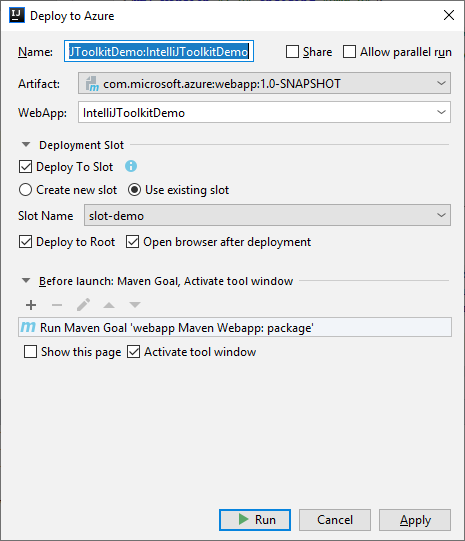 IJ Deploy to Azure
Name: JToolkitDemo:IntelliJToolkitDemo Share Allow parallel run
Artifact: m com.microsoft.azure:webapp:1.0-SNAPSHOT
WebApp: IntelliJToolkitDemo
Deployment Slot
Deploy To Slot
Create new slot Use existing slot
Slot Name slot-demo
Deploy to Root Open browser after deployment
Before launch: Maven Goal, Activate tool window
m Run Maven Goal 'webapp Maven Webapp: package'
Show this page Activate tool window
Run Cancel Apply